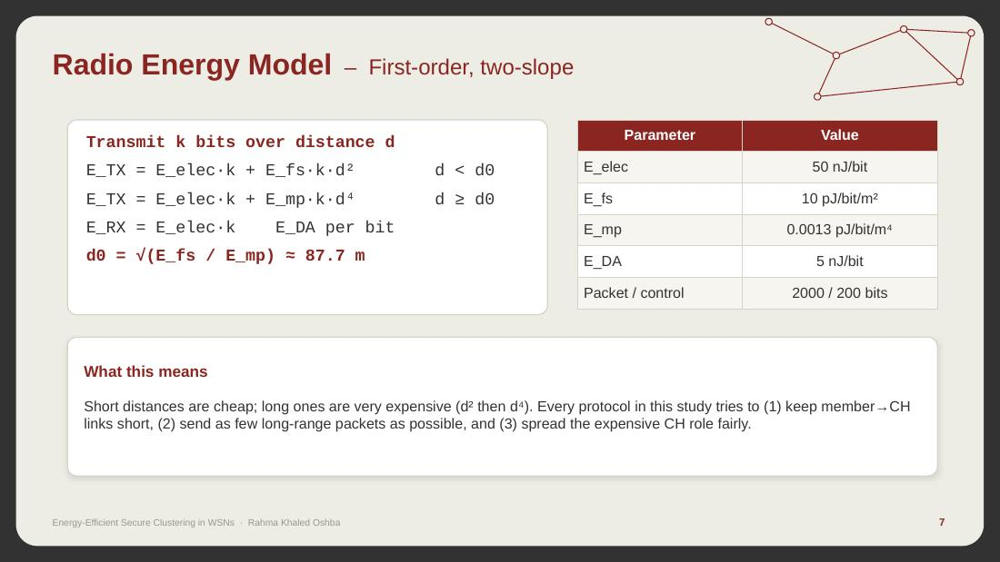 Radio Energy Model – First-order, two-slope
Transmit k bits over distance d
E_TX = E_elec·k + E_fs·k·d² d < d0
E_TX = E_elec·k + E_mp·k·d⁴ d ≥ d0
E_RX = E_elec·k E_DA per bit
d0 = √(E_fs / E_mp) ≈ 87.7 m
Parameter Value
E_elec 50 nJ/bit
E_fs 10 pJ/bit/m²
E_mp 0.0013 pJ/bit/m⁴
E_DA 5 nJ/bit
Packet / control 2000 / 200 bits
What this means
Short distances are cheap; long ones are very expensive (d² then d⁴). Every protocol in this study tries to (1) keep member→CH
links short, (2) send as few long-range packets as possible, and (3) spread the expensive CH role fairly.
Energy-Efficient Secure Clustering in WSNs · Rahma Khaled Oshba
7